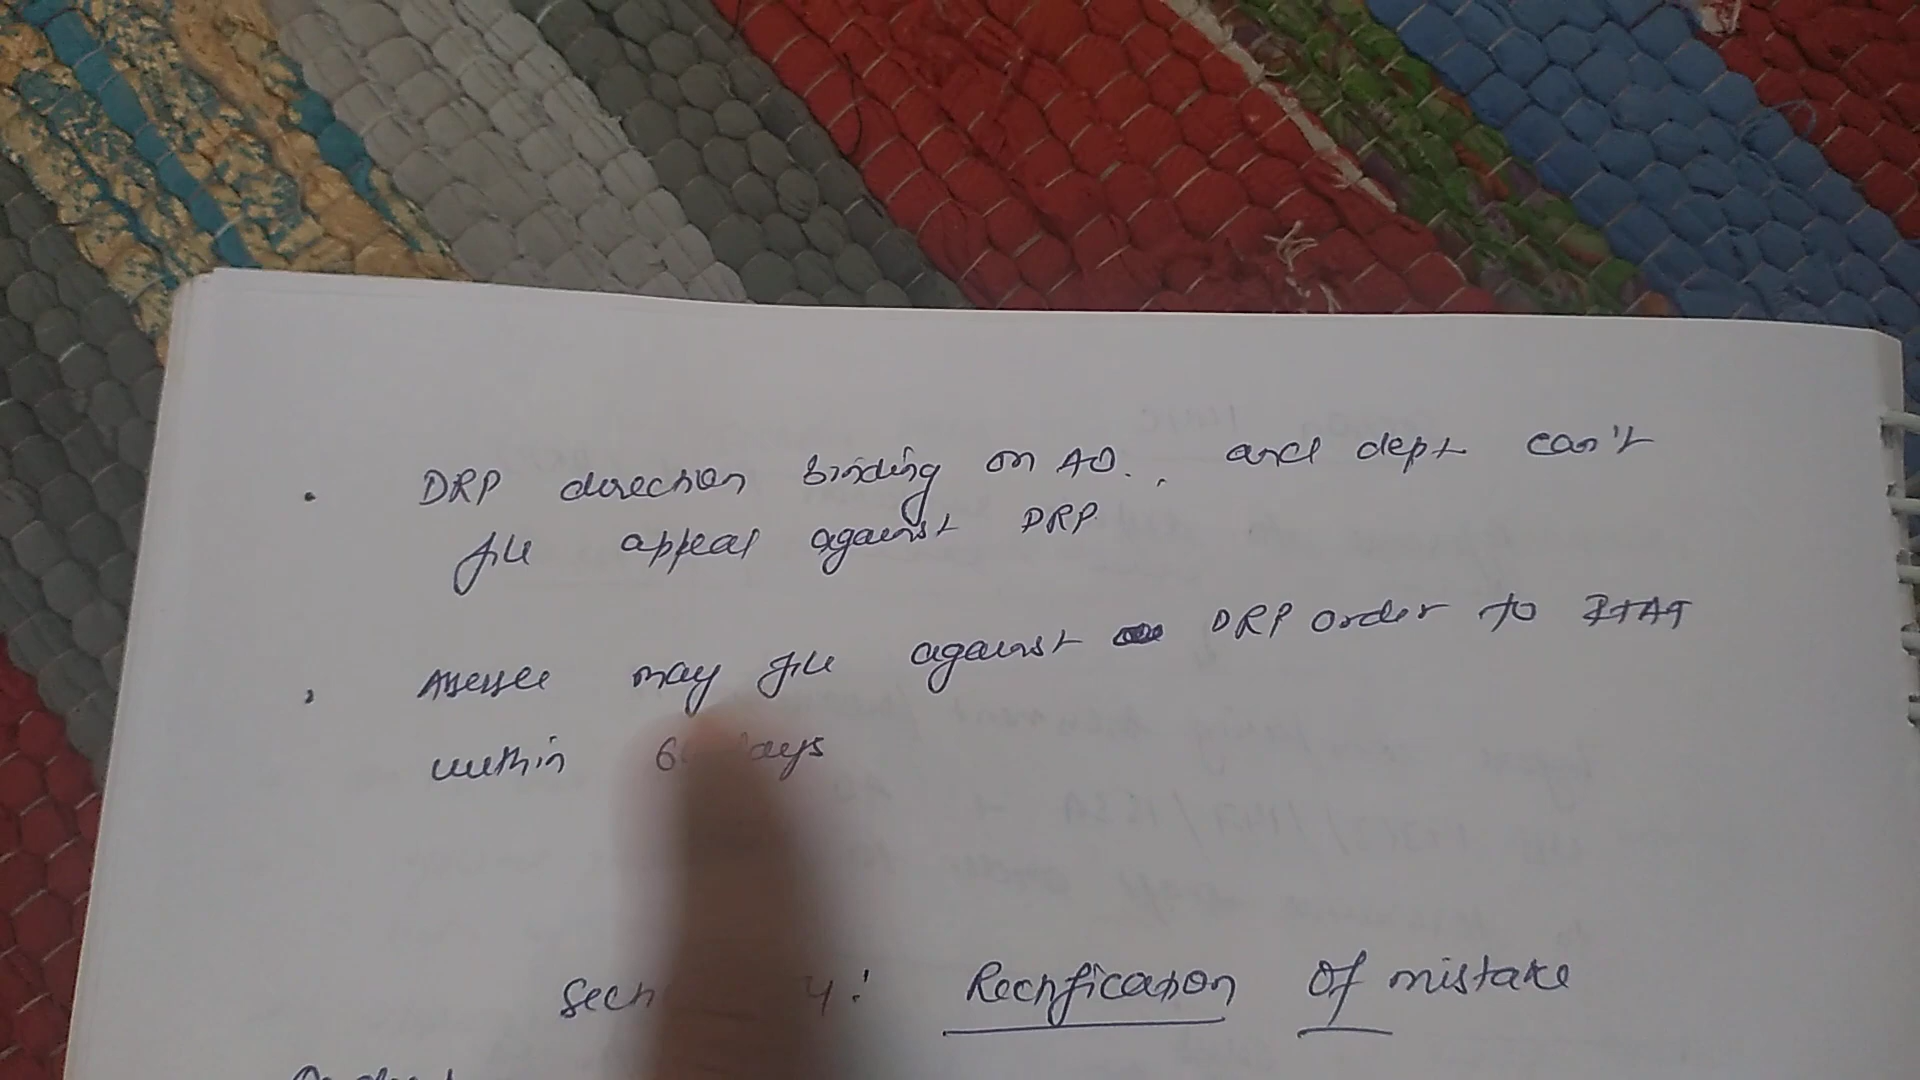 DRP direction binding on AO., and dept can't
file appeal against DRP.
Assessee may file against DRP order to ITAT
within days
Rectification Of mistake